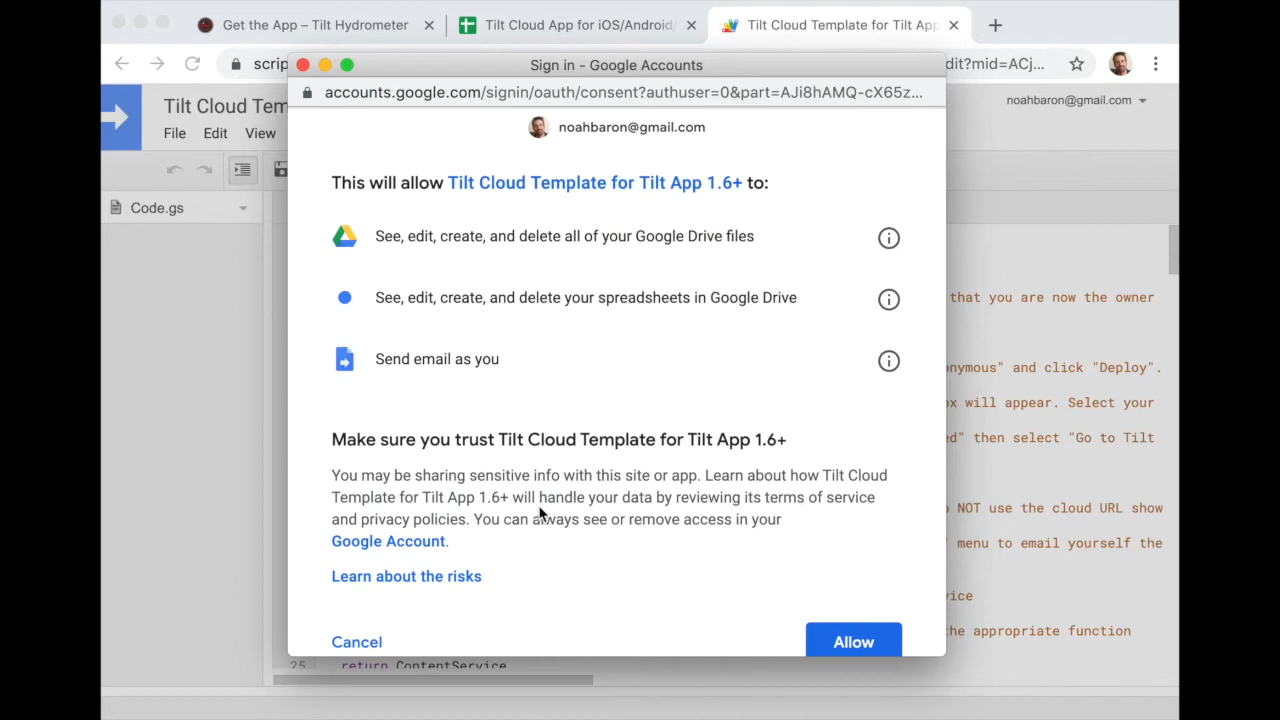 Get the App – Tilt Hydrometer
Tilt Cloud App for iOS/Android/
Tilt Cloud Template for Tilt App
scrip
dit?mid=ACj...
Sign in - Google Accounts
accounts.google.com/signin/oauth/consent?authuser=0&part=AJi8hAMQ-cX65z...
Tilt Cloud Tem
noahbaron@gmail.com
File Edit View
noahbaron@gmail.com
This will allow Tilt Cloud Template for Tilt App 1.6+ to:
Code.gs
See, edit, create, and delete all of your Google Drive files
See, edit, create, and delete your spreadsheets in Google Drive
that you are now the owner
Send email as you
nymous" and click "Deploy".
ox will appear. Select your
Make sure you trust Tilt Cloud Template for Tilt App 1.6+
ed" then select "Go to Tilt
You may be sharing sensitive info with this site or app. Learn about how Tilt Cloud
Template for Tilt App 1.6+ will handle your data by reviewing its terms of service
and privacy policies. You can always see or remove access in your
Google Account.
NOT use the cloud URL show
' menu to email yourself the
Learn about the risks
vice
the appropriate function
Cancel
Allow
25 return ContentService